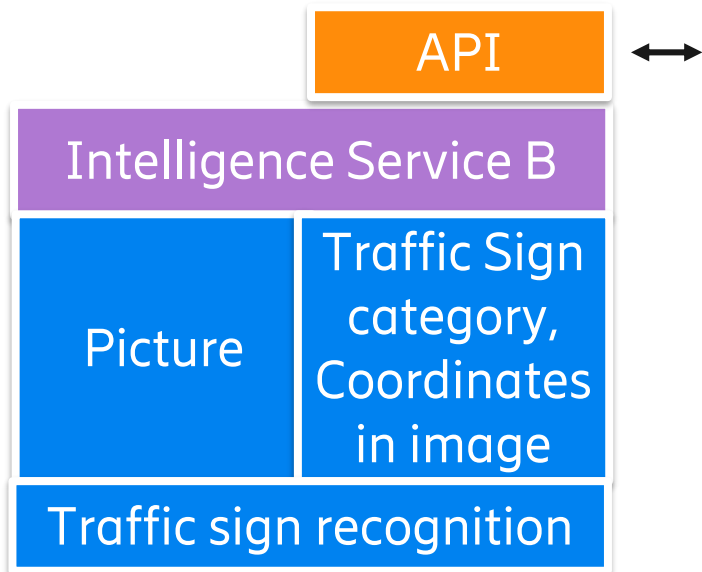 API
Intelligence Service B
Picture
Traffic Sign
category,
Coordinates
in image
Traffic sign recognition